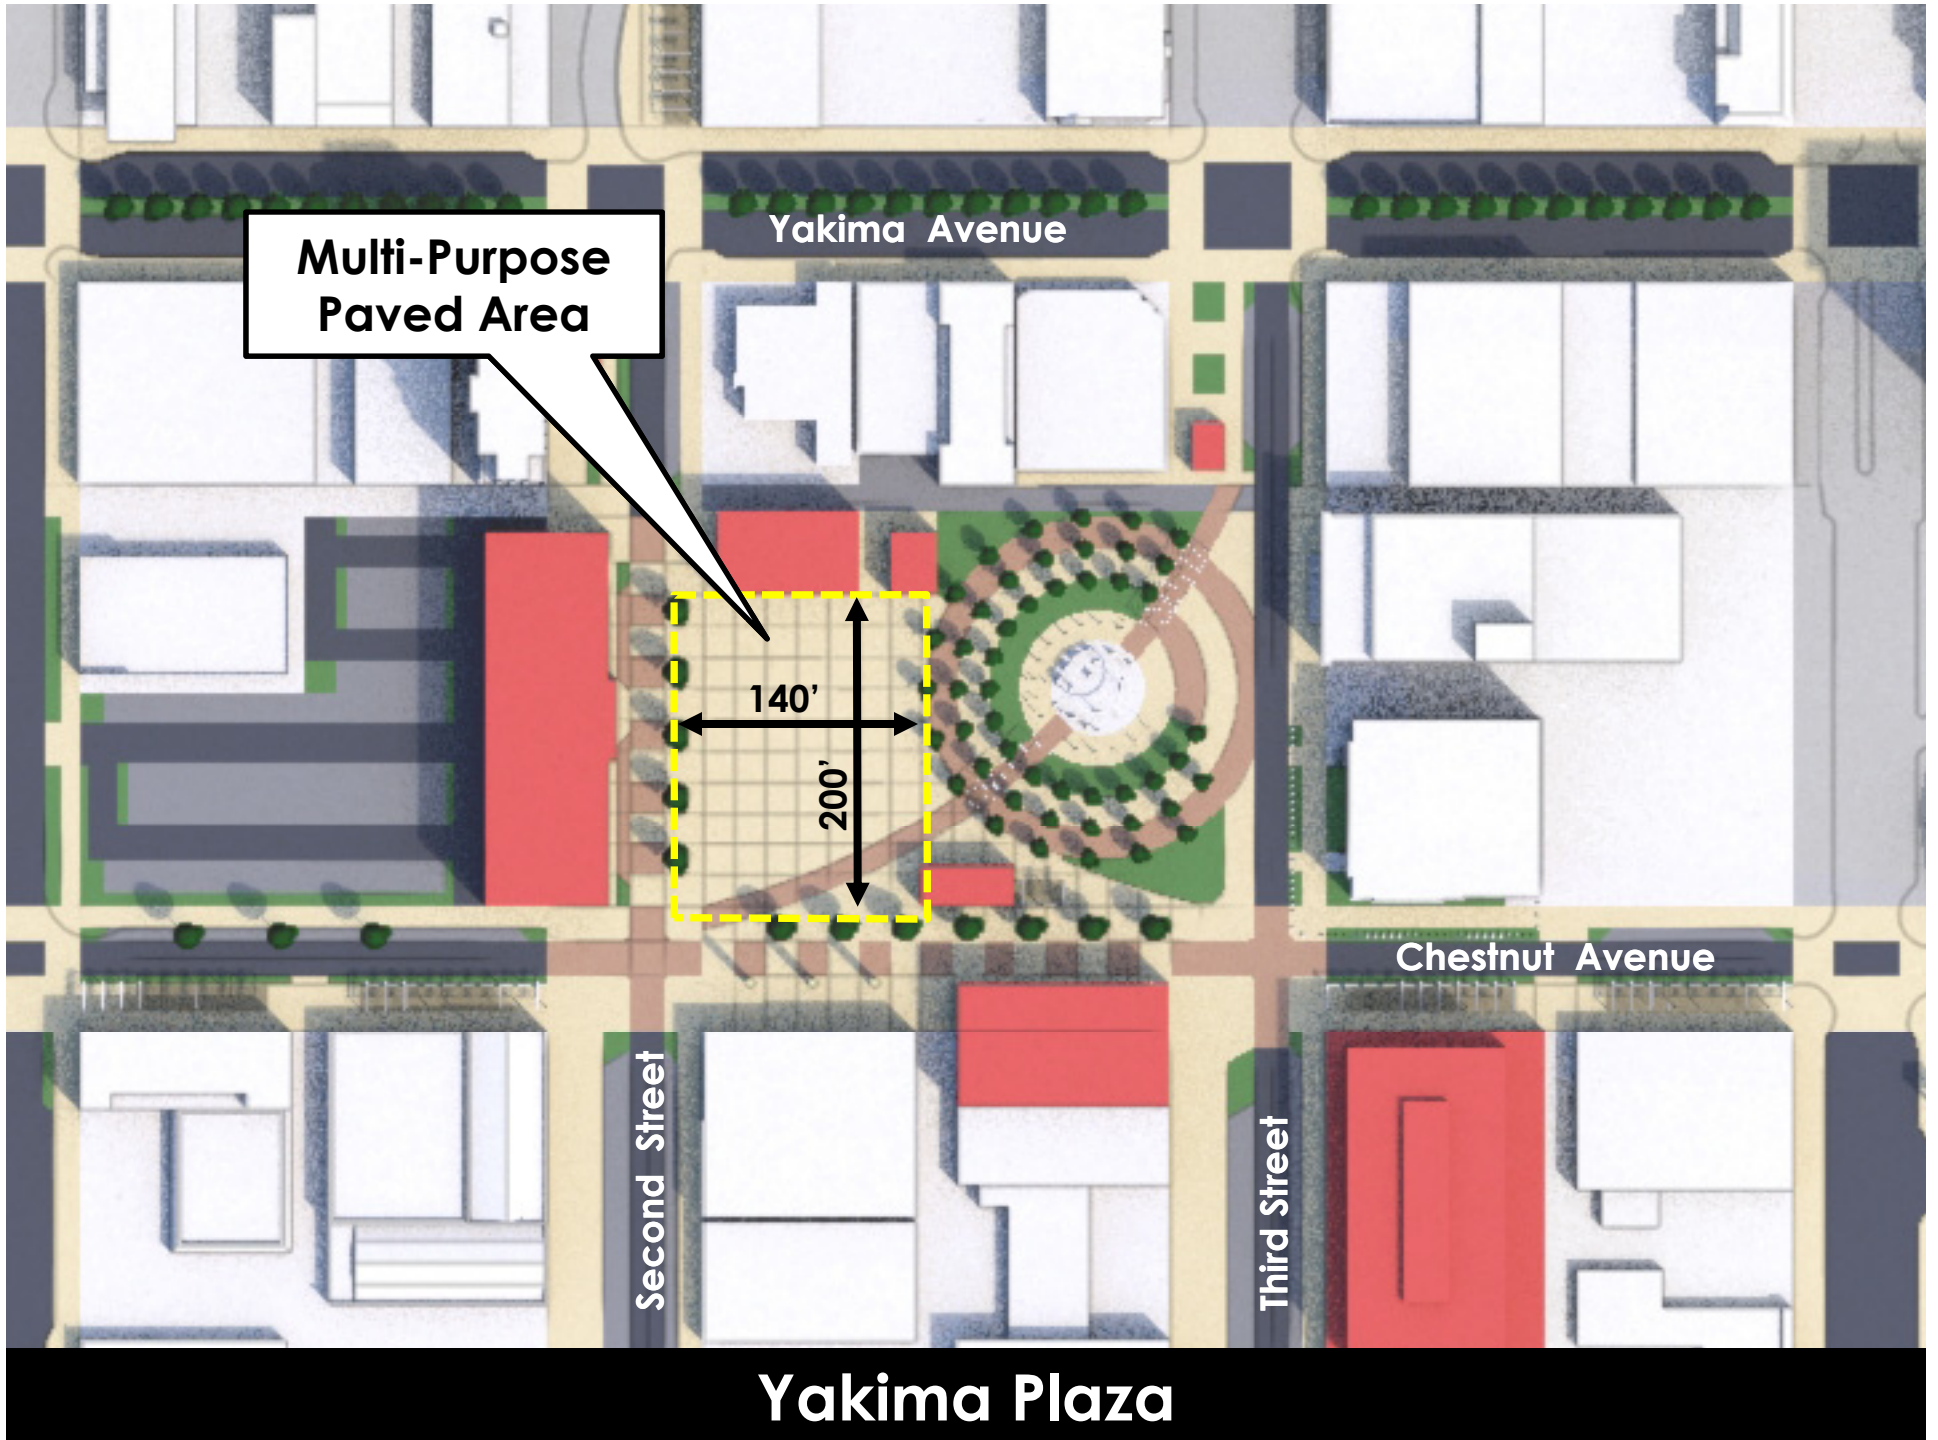 Yakima Avenue
Multi-Purpose
Paved Area
140’
200’
Chestnut Avenue
Second Street
Third Street
Yakima Plaza